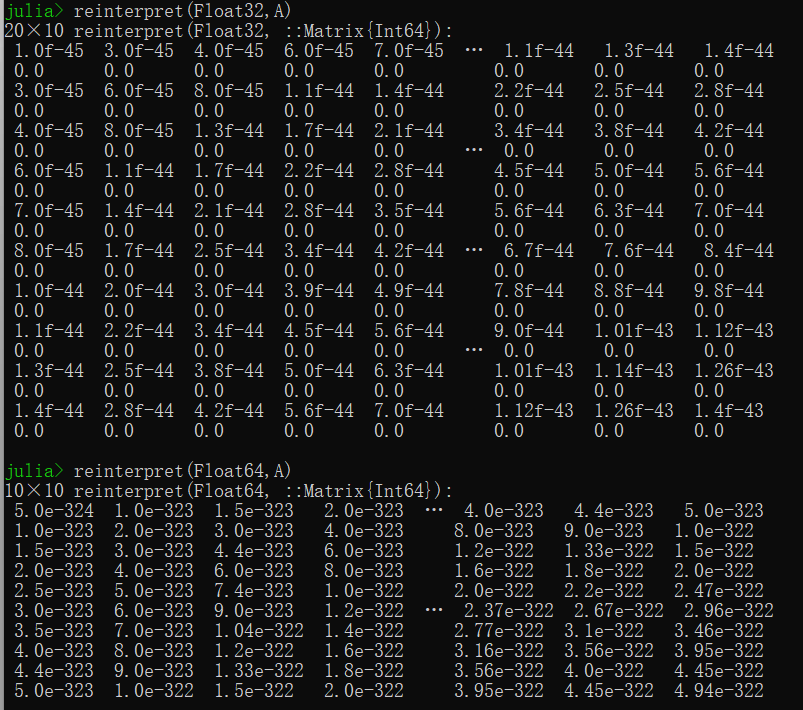 julia> reinterpret(Float32,A)
20×10 reinterpret(Float32, ::Matrix{Int64}):
1.0f-45 3.0f-45 4.0f-45 6.0f-45 7.0f-45 … 1.1f-44 1.3f-44 1.4f-44
0.0 0.0 0.0 0.0 0.0 0.0 0.0 0.0
3.0f-45 6.0f-45 8.0f-45 1.1f-44 1.4f-44 2.2f-44 2.5f-44 2.8f-44
0.0 0.0 0.0 0.0 0.0 0.0 0.0 0.0
4.0f-45 8.0f-45 1.3f-44 1.7f-44 2.1f-44 3.4f-44 3.8f-44 4.2f-44
0.0 0.0 0.0 0.0 0.0 … 0.0 0.0 0.0
6.0f-45 1.1f-44 1.7f-44 2.2f-44 2.8f-44 4.5f-44 5.0f-44 5.6f-44
0.0 0.0 0.0 0.0 0.0 0.0 0.0 0.0
7.0f-45 1.4f-44 2.1f-44 2.8f-44 3.5f-44 5.6f-44 6.3f-44 7.0f-44
0.0 0.0 0.0 0.0 0.0 0.0 0.0 0.0
8.0f-45 1.7f-44 2.5f-44 3.4f-44 4.2f-44 … 6.7f-44 7.6f-44 8.4f-44
0.0 0.0 0.0 0.0 0.0 0.0 0.0 0.0
1.0f-44 2.0f-44 3.0f-44 3.9f-44 4.9f-44 7.8f-44 8.8f-44 9.8f-44
0.0 0.0 0.0 0.0 0.0 0.0 0.0 0.0
1.1f-44 2.2f-44 3.4f-44 4.5f-44 5.6f-44 9.0f-44 1.01f-43 1.12f-43
0.0 0.0 0.0 0.0 0.0 … 0.0 0.0 0.0
1.3f-44 2.5f-44 3.8f-44 5.0f-44 6.3f-44 1.01f-43 1.14f-43 1.26f-43
0.0 0.0 0.0 0.0 0.0 0.0 0.0 0.0
1.4f-44 2.8f-44 4.2f-44 5.6f-44 7.0f-44 1.12f-43 1.26f-43 1.4f-43
0.0 0.0 0.0 0.0 0.0 0.0 0.0 0.0
julia> reinterpret(Float64,A)
10×10 reinterpret(Float64, ::Matrix{Int64}):
5.0e-324 1.0e-323 1.5e-323 2.0e-323 … 4.0e-323 4.4e-323 5.0e-323
1.0e-323 2.0e-323 3.0e-323 4.0e-323 8.0e-323 9.0e-323 1.0e-322
1.5e-323 3.0e-323 4.4e-323 6.0e-323 1.2e-322 1.33e-322 1.5e-322
2.0e-323 4.0e-323 6.0e-323 8.0e-323 1.6e-322 1.8e-322 2.0e-322
2.5e-323 5.0e-323 7.4e-323 1.0e-322 2.0e-322 2.2e-322 2.47e-322
3.0e-323 6.0e-323 9.0e-323 1.2e-322 … 2.37e-322 2.67e-322 2.96e-322
3.5e-323 7.0e-323 1.04e-322 1.4e-322 2.77e-322 3.1e-322 3.46e-322
4.0e-323 8.0e-323 1.2e-322 1.6e-322 3.16e-322 3.56e-322 3.95e-322
4.4e-323 9.0e-323 1.33e-322 1.8e-322 3.56e-322 4.0e-322 4.45e-322
5.0e-323 1.0e-322 1.5e-322 2.0e-322 3.95e-322 4.45e-322 4.94e-322